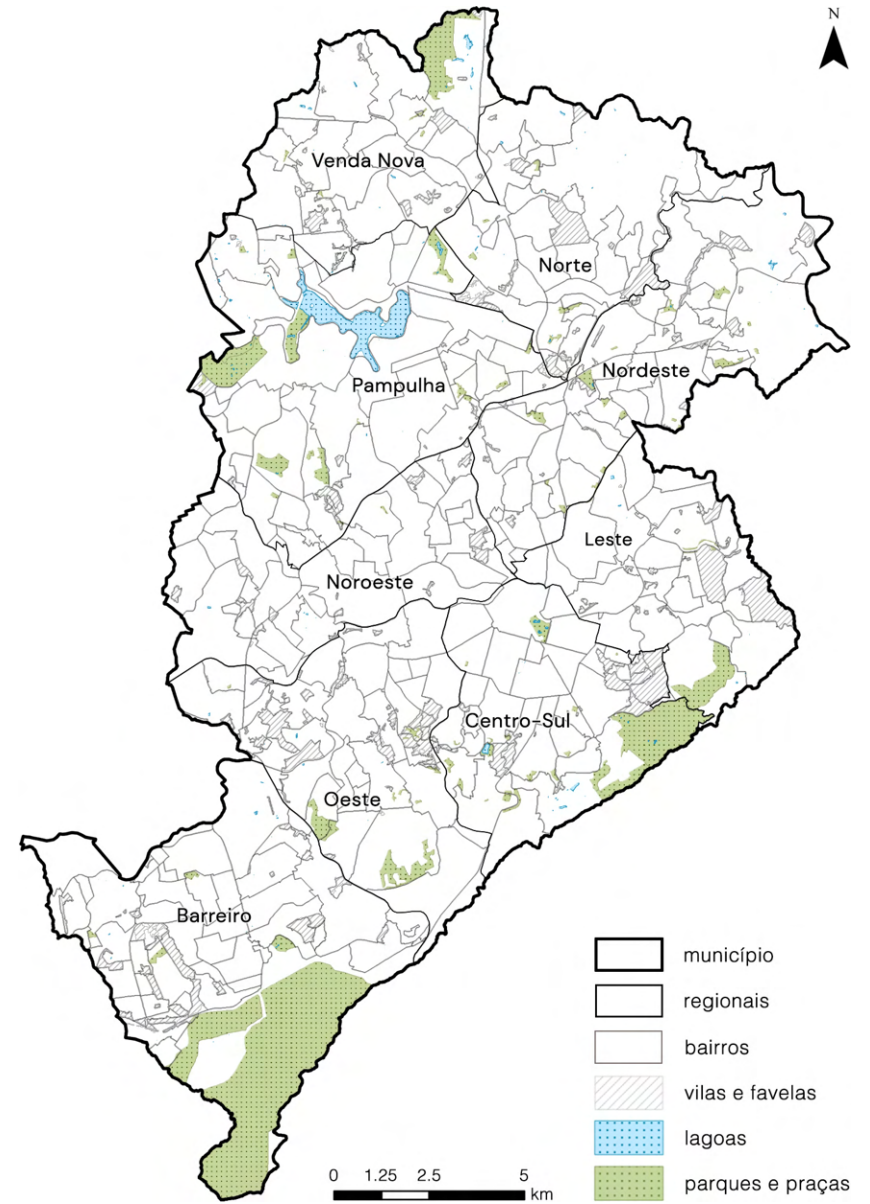 N
Venda Nova
Norte
Pampulha
Nordeste
Leste
Noroeste
Centro-Sul
Oeste
Barreiro
município
regionais
bairros
vilas e favelas
lagoas
parques e praças
0 1.25 2.5 5
km